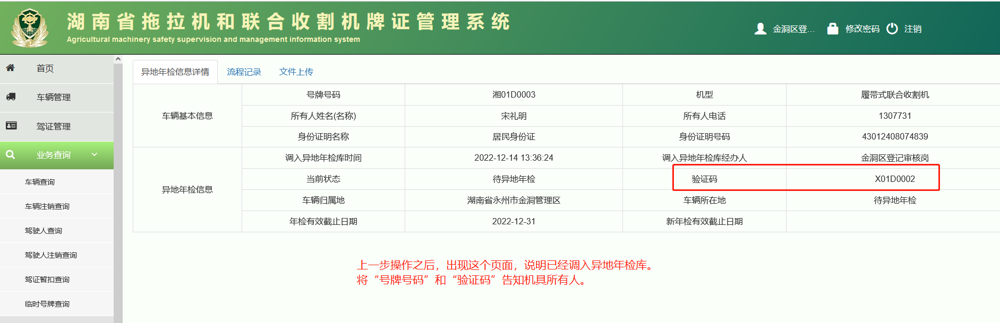 湖南省拖拉机和联合收割机牌证管理系统
Agricultural machinery safety supervision and management information system
金洞区登... 修改密码 注销
首页
车辆管理
驾证管理
业务查询
车辆查询
车辆注销查询
驾驶人查询
驾驶人注销查询
驾证暂扣查询
临时号牌查询
异地年检信息详情 流程记录 文件上传
车辆基本信息
号牌号码 湘01D0003 机型 履带式联合收割机
所有人姓名(名称) 宋礼明 所有人电话 1307731
身份证明名称 居民身份证 身份证明号码 43012408074839
异地年检信息
调入异地年检库时间 2022-12-14 13:36:24 调入异地年检库经办人 金洞区登记审核岗
当前状态 待异地年检 验证码 X01D0002
车辆归属地 湖南省永州市金洞管理区 车辆所在地 待异地年检
年检有效截止日期 2022-12-31 新年检有效截止日期
上一步操作之后，出现这个页面，说明已经调入异地年检库。
将“号牌号码”和“验证码”告知机具所有人。